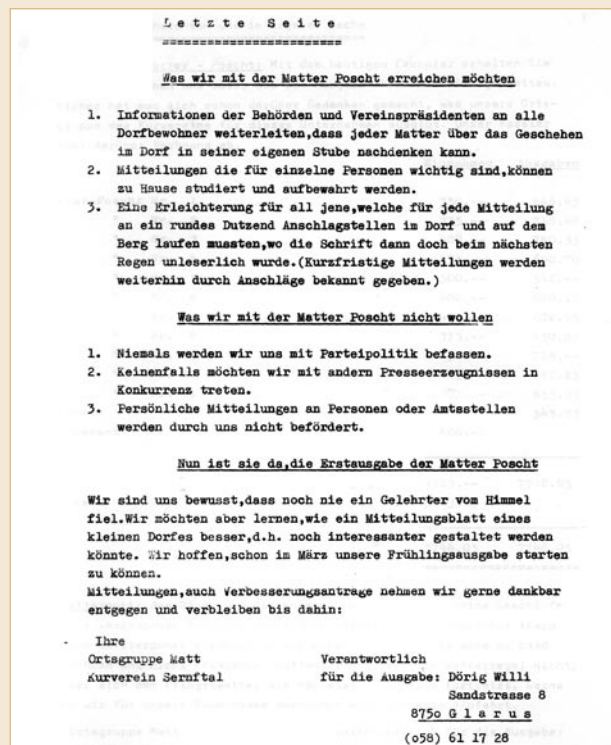 L e t z t e   S e i t e
========================
Was wir mit der Matter Poscht erreichen möchten
1. Informationen der Behörden und Vereinspräsidenten an alle
Dorfbewohner weiterleiten,dass jeder Matter über das Geschehen
im Dorf in seiner eigenen Stube nachdenken kann.
2. Mitteilungen die für einzelne Personen wichtig sind,können
zu Hause studiert und aufbewahrt werden.
3. Eine Erleichterung für all jene,welche für jede Mitteilung
an ein rundes Dutzend Anschlagstellen im Dorf und auf dem
Berg laufen mussten,wo die Schrift dann doch beim nächsten
Regen unleserlich wurde.(Kurzfristige Mitteilungen werden
weiterhin durch Anschläge bekannt gegeben.)
Was wir mit der Matter Poscht nicht wollen
1. Niemals werden wir uns mit Parteipolitik befassen.
2. Keinenfalls möchten wir mit andern Presseerzeugnissen in
Konkurrenz treten.
3. Persönliche Mitteilungen an Personen oder Amtsstellen
werden durch uns nicht befördert.
Nun ist sie da,die Erstausgabe der Matter Poscht
Wir sind uns bewusst,dass noch nie ein Gelehrter vom Himmel
fiel.Wir möchten aber lernen,wie ein Mitteilungsblatt eines
kleinen Dorfes besser,d.h. noch interessanter gestaltet werden
könnte. Wir hoffen,schon im März unsere Frühlingsausgabe starten
zu können.
Mitteilungen,auch Verbesserungsanträge nehmen wir gerne dankbar
entgegen und verbleiben bis dahin:
Ihre
Ortsgruppe Matt Verantwortlich
Kurverein Sernftal für die Ausgabe: Dörig Willi
Sandstrasse 8
875o G l a r u s
(o58) 61 17 28